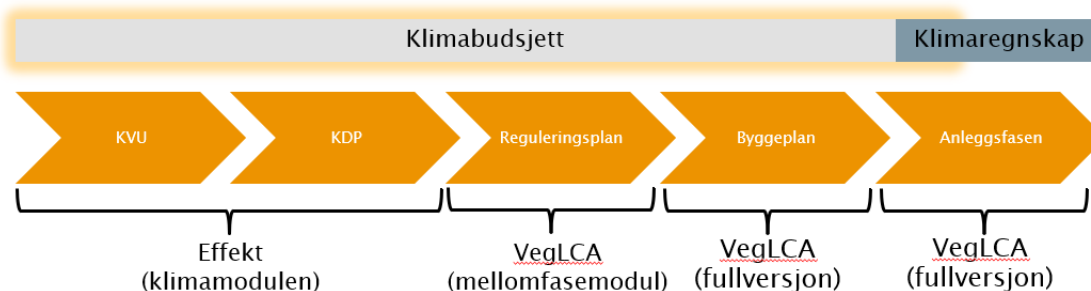 Klimabudsjett
Klimaregnskap
KVU
KDP
Reguleringsplan
Byggeplan
Anleggsfasen
Effekt
(klimamodulen)
VegLCA
(mellomfasemodul)
VegLCA
(fullversjon)
VegLCA
(fullversjon)